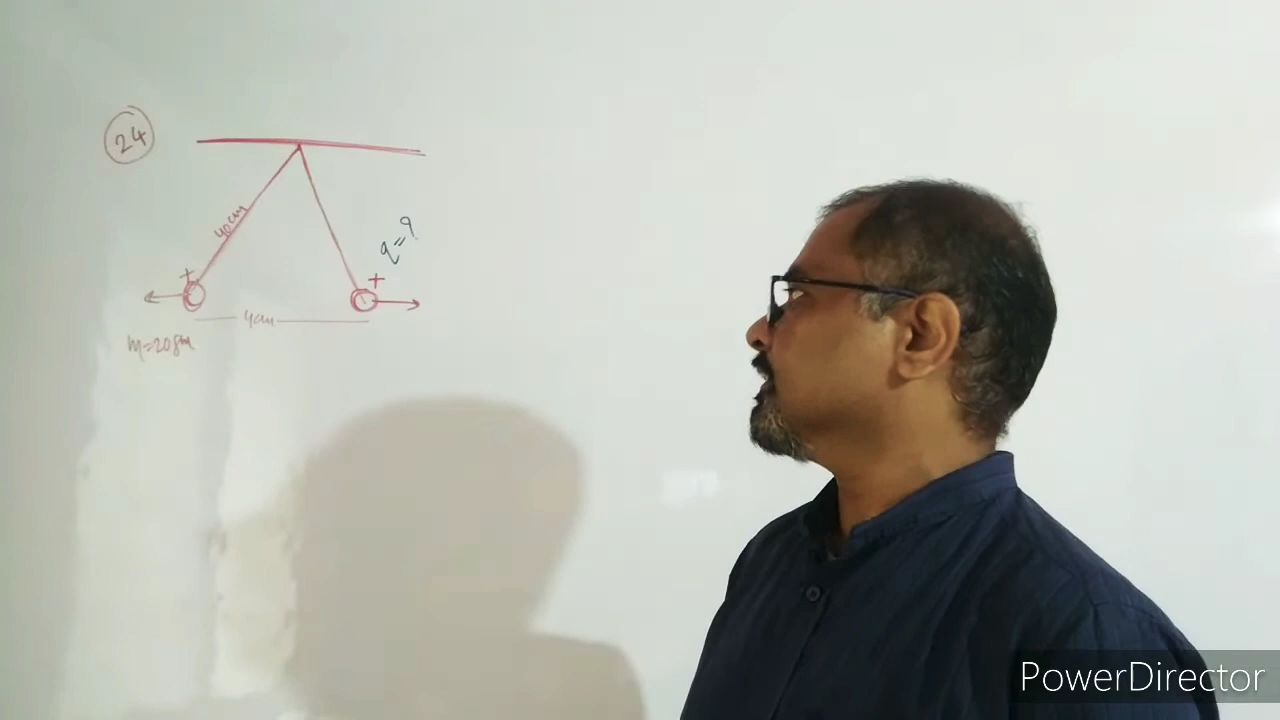 24
40cm
q=?
+
+
4cm
m=20gm
PowerDirector